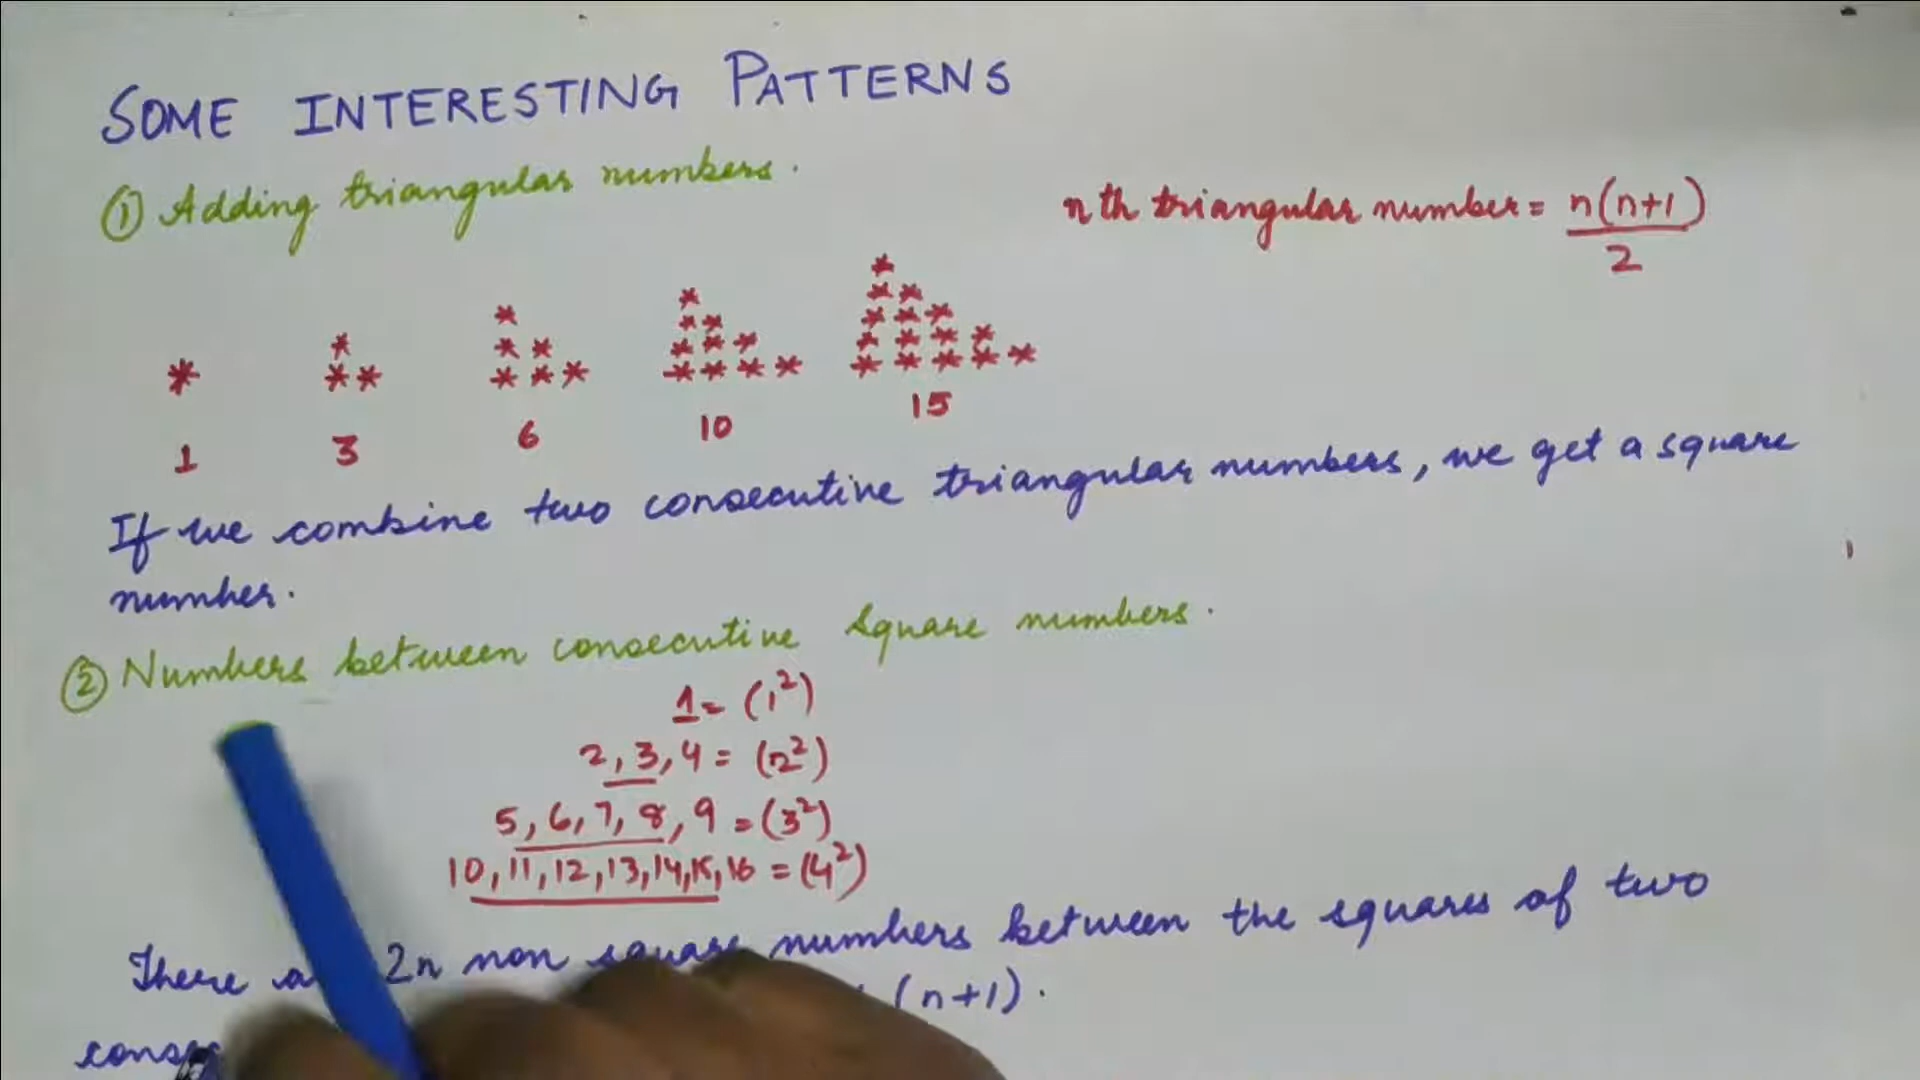 SOME INTERESTING PATTERNS
① Adding triangular numbers.
nth triangular number = n(n+1)
2
1 3 6 10 15
If we combine two consecutive triangular numbers, we get a square
number.
② Numbers between consecutive square numbers.
1 = (1²)
2, 3, 4 = (2²)
5, 6, 7, 8, 9 = (3²)
10, 11, 12, 13, 14, 15, 16 = (4²)
There 2n non square numbers between the squares of two
(n+1).